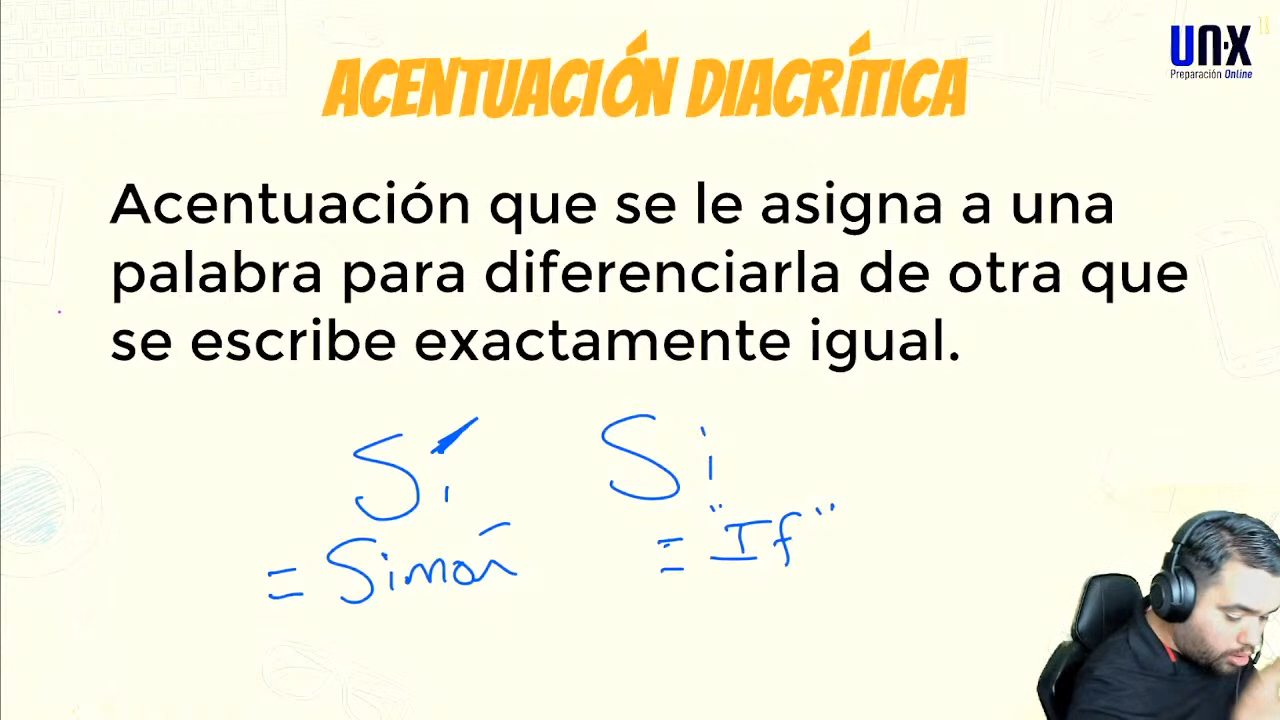 ACENTUACIÓN DIACRÍTICA
UN-X
Preparación Online
18
Acentuación que se le asigna a una
palabra para diferenciarla de otra que
se escribe exactamente igual.
Sí Si
= Simón = "If"